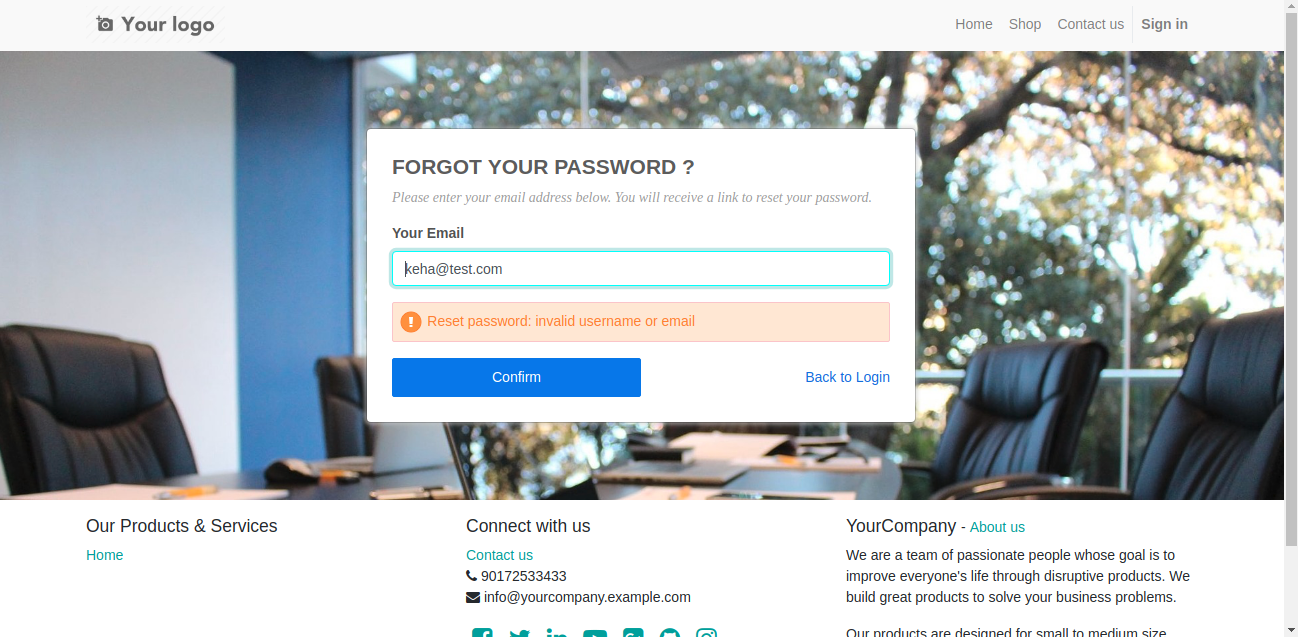 Your logo
Home Shop Contact us Sign in
FORGOT YOUR PASSWORD ?
Please enter your email address below. You will receive a link to reset your password.
Your Email
keha@test.com
Reset password: invalid username or email
Confirm
Back to Login
Our Products & Services
Home
Connect with us
Contact us
90172533433
info@yourcompany.example.com
YourCompany - About us
We are a team of passionate people whose goal is to
improve everyone's life through disruptive products. We
build great products to solve your business problems.
Our products are designed for small to medium size